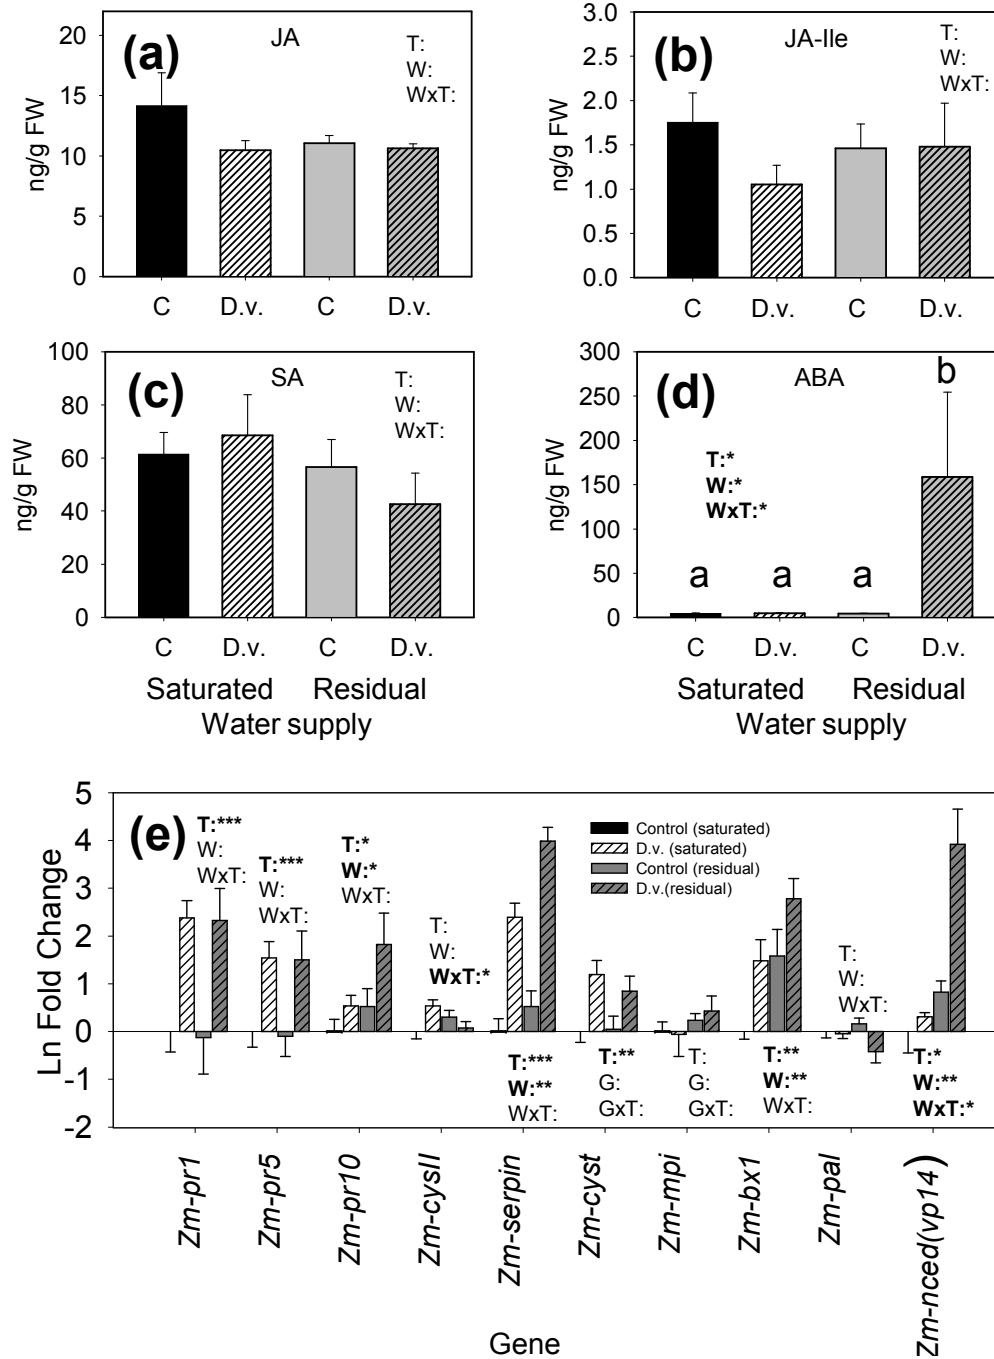 (a)
JA
T:
W:
WxT:
20
15
10
5
0
ng/g FW
C D.v. C D.v.
(b)
JA-Ile
T:
W:
WxT:
3.0
2.5
2.0
1.5
1.0
0.5
0.0
ng/g FW
C D.v. C D.v.
(c)
SA
T:
W:
WxT:
100
80
60
40
20
0
ng/g FW
C D.v. C D.v.
Saturated Residual
Water supply
(d)
ABA
b
T:*
W:*
WxT:*
a a a
300
250
200
150
100
50
0
ng/g FW
C D.v. C D.v.
Saturated Residual
Water supply
(e)
5
4
3
2
1
0
-1
-2
Ln Fold Change
Control (saturated)
D.v. (saturated)
Control (residual)
D.v.(residual)
T:***
W:
WxT:
T:***
W:
WxT:
T:*
W:*
WxT:
T:
W:
WxT:*
T:***
W:**
WxT:
T:**
G:
GxT:
T:
G:
GxT:
T:**
W:**
WxT:
T:
W:
WxT:
T:*
W:**
WxT:*
Zm-pr1
Zm-pr5
Zm-pr10
Zm-cysII
Zm-serpin
Zm-cyst
Zm-mpi
Zm-bx1
Zm-pal
Zm-nced(vp14)
Gene